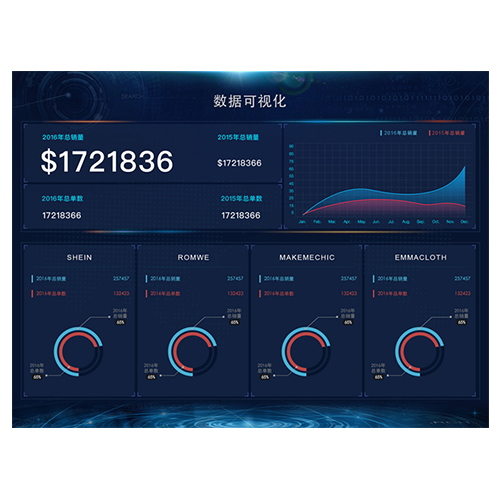 数据可视化
2016年总销量
2015年总销量
$1721836
$17218366
2016年总单数
2015年总单数
17218366
17218366
2016年总销量
2015年总销量
90
80
70
60
50
40
30
20
10
5
Jan. Feb. Mar. Apr. May. Jun. Jul. Aug. Sep. Oct. Nov. Dec.
SHEIN
2016年总销量 257457
2016年总单数 132423
2016年
总销量
65%
2016年
总单数
65%
ROMWE
2016年总销量 257457
2016年总单数 132423
2016年
总销量
65%
2016年
总单数
65%
MAKEMECHIC
2016年总销量 257457
2016年总单数 132423
2016年
总销量
65%
2016年
总单数
65%
EMMACLOTH
2016年总销量 257457
2016年总单数 132423
2016年
总销量
65%
2016年
总单数
65%